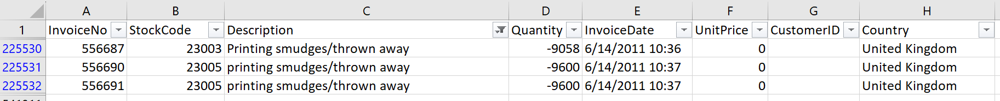 A B C D E F G H
1 InvoiceNo StockCode Description Quantity InvoiceDate UnitPrice CustomerID Country
225530 556687 23003 Printing smudges/thrown away -9058 6/14/2011 10:36 0 United Kingdom
225531 556690 23005 printing smudges/thrown away -9600 6/14/2011 10:37 0 United Kingdom
225532 556691 23005 printing smudges/thrown away -9600 6/14/2011 10:37 0 United Kingdom